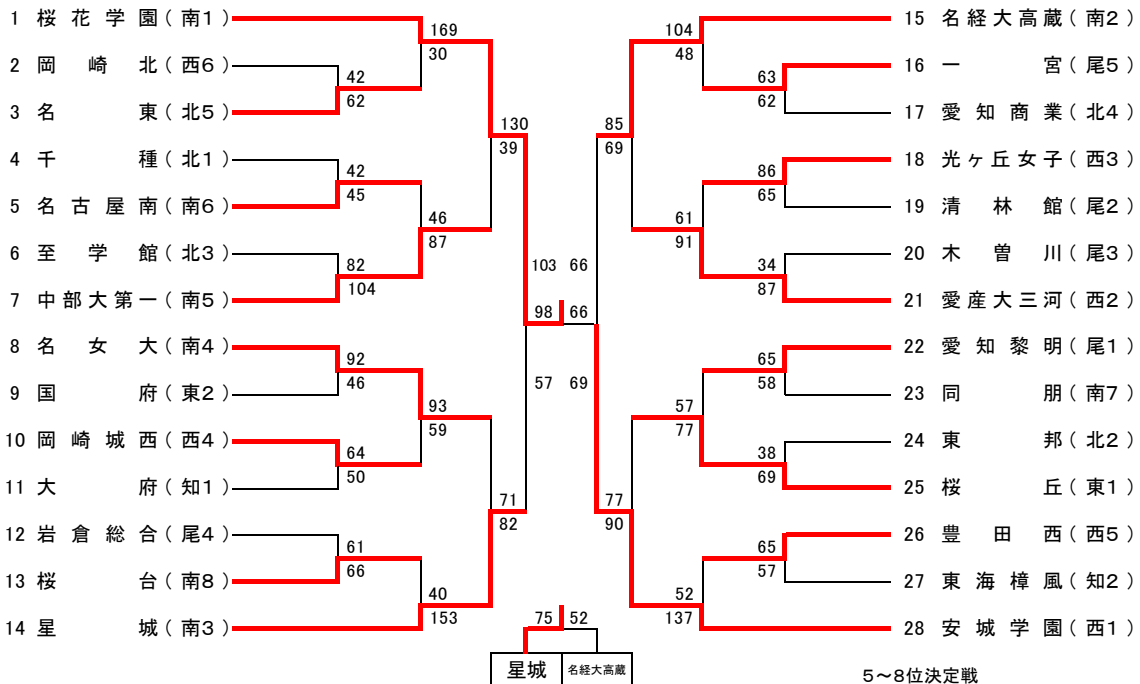 1 桜花学園(南1)
2 岡崎北(西6)
3 名東(北5)
4 千種(北1)
5 名古屋南(南6)
6 至学館(北3)
7 中部大第一(南5)
8 名女大(南4)
9 国府(東2)
10 岡崎城西(西4)
11 大府(知1)
12 岩倉総合(尾4)
13 桜台(南8)
14 星城(南3)
169
30
42
62
42
45
46
87
82
104
130
39
92
46
93
59
64
50
61
66
40
153
71
82
103 66
98 66
57 69
75 52
星城 名経大高蔵
104
48
63
62
85
69
86
65
61
91
34
87
65
58
57
77
38
69
77
90
65
57
52
137
15 名経大高蔵(南2)
16 一宮(尾5)
17 愛知商業(北4)
18 光ヶ丘女子(西3)
19 清林館(尾2)
20 木曽川(尾3)
21 愛産大三河(西2)
22 愛知黎明(尾1)
23 同朋(南7)
24 東邦(北2)
25 桜丘(東1)
26 豊田西(西5)
27 東海樟風(知2)
28 安城学園(西1)
5～8位決定戦